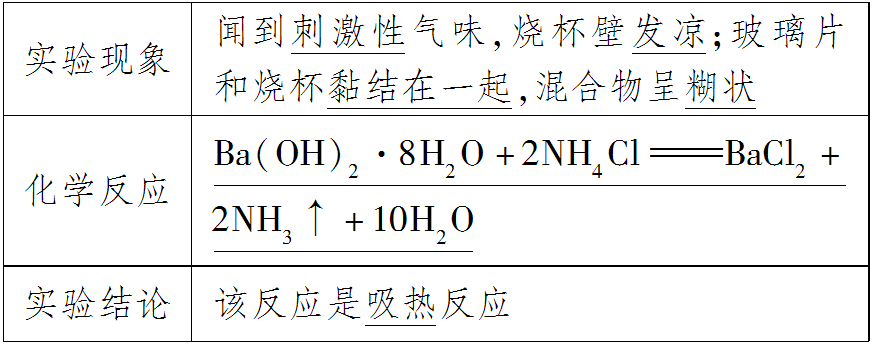 实验现象
闻到刺激性气味,烧杯壁发凉;玻璃片
和烧杯黏结在一起,混合物呈糊状
化学反应
Ba(OH)₂·8H₂O+2NH₄Cl═══BaCl₂+
2NH₃↑+10H₂O
实验结论
该反应是吸热反应